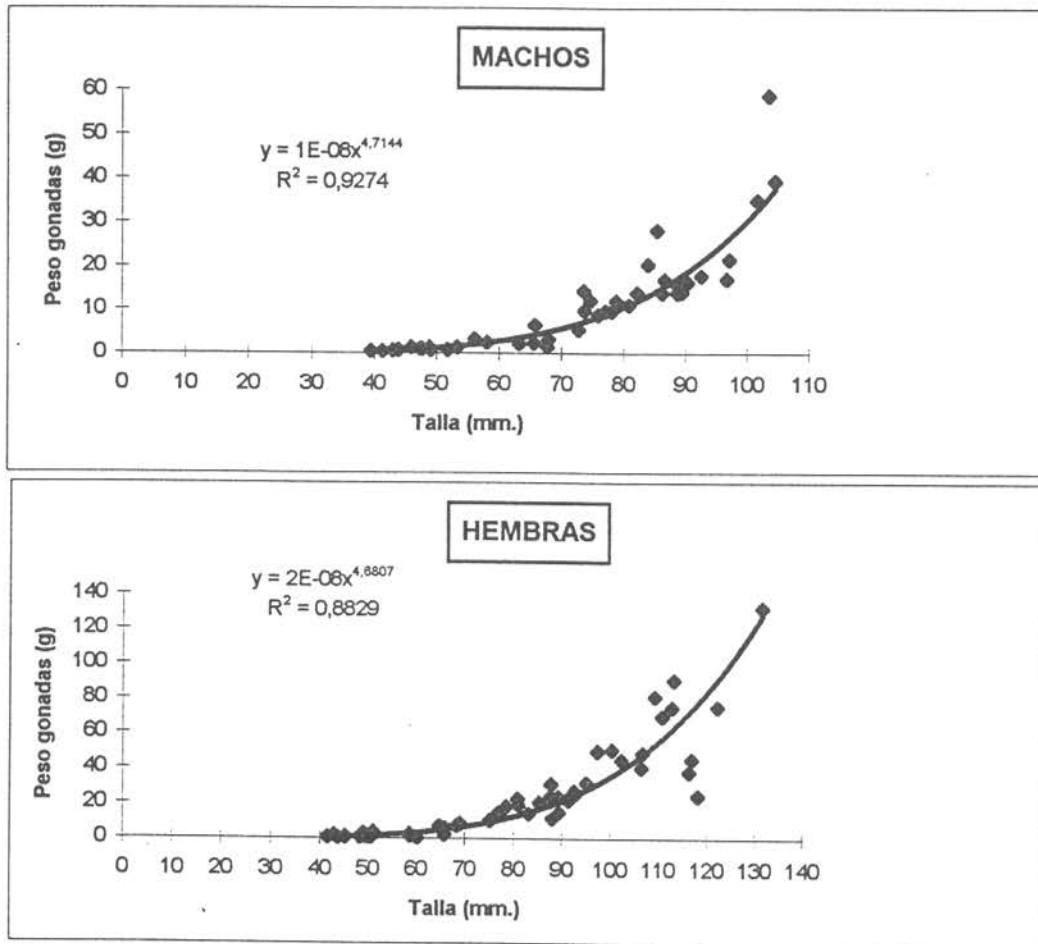 MACHOS
Peso gonadas (g)
60
50
40
30
20
10
0
y = 1E-08x^4,7144
R² = 0,9274
0 10 20 30 40 50 60 70 80 90 100 110
Talla (mm.)
HEMBRAS
Peso gonadas (g)
140
120
100
80
60
40
20
0
y = 2E-08x^4,6807
R² = 0,8829
0 10 20 30 40 50 60 70 80 90 100 110 120 130 140
Talla (mm.)